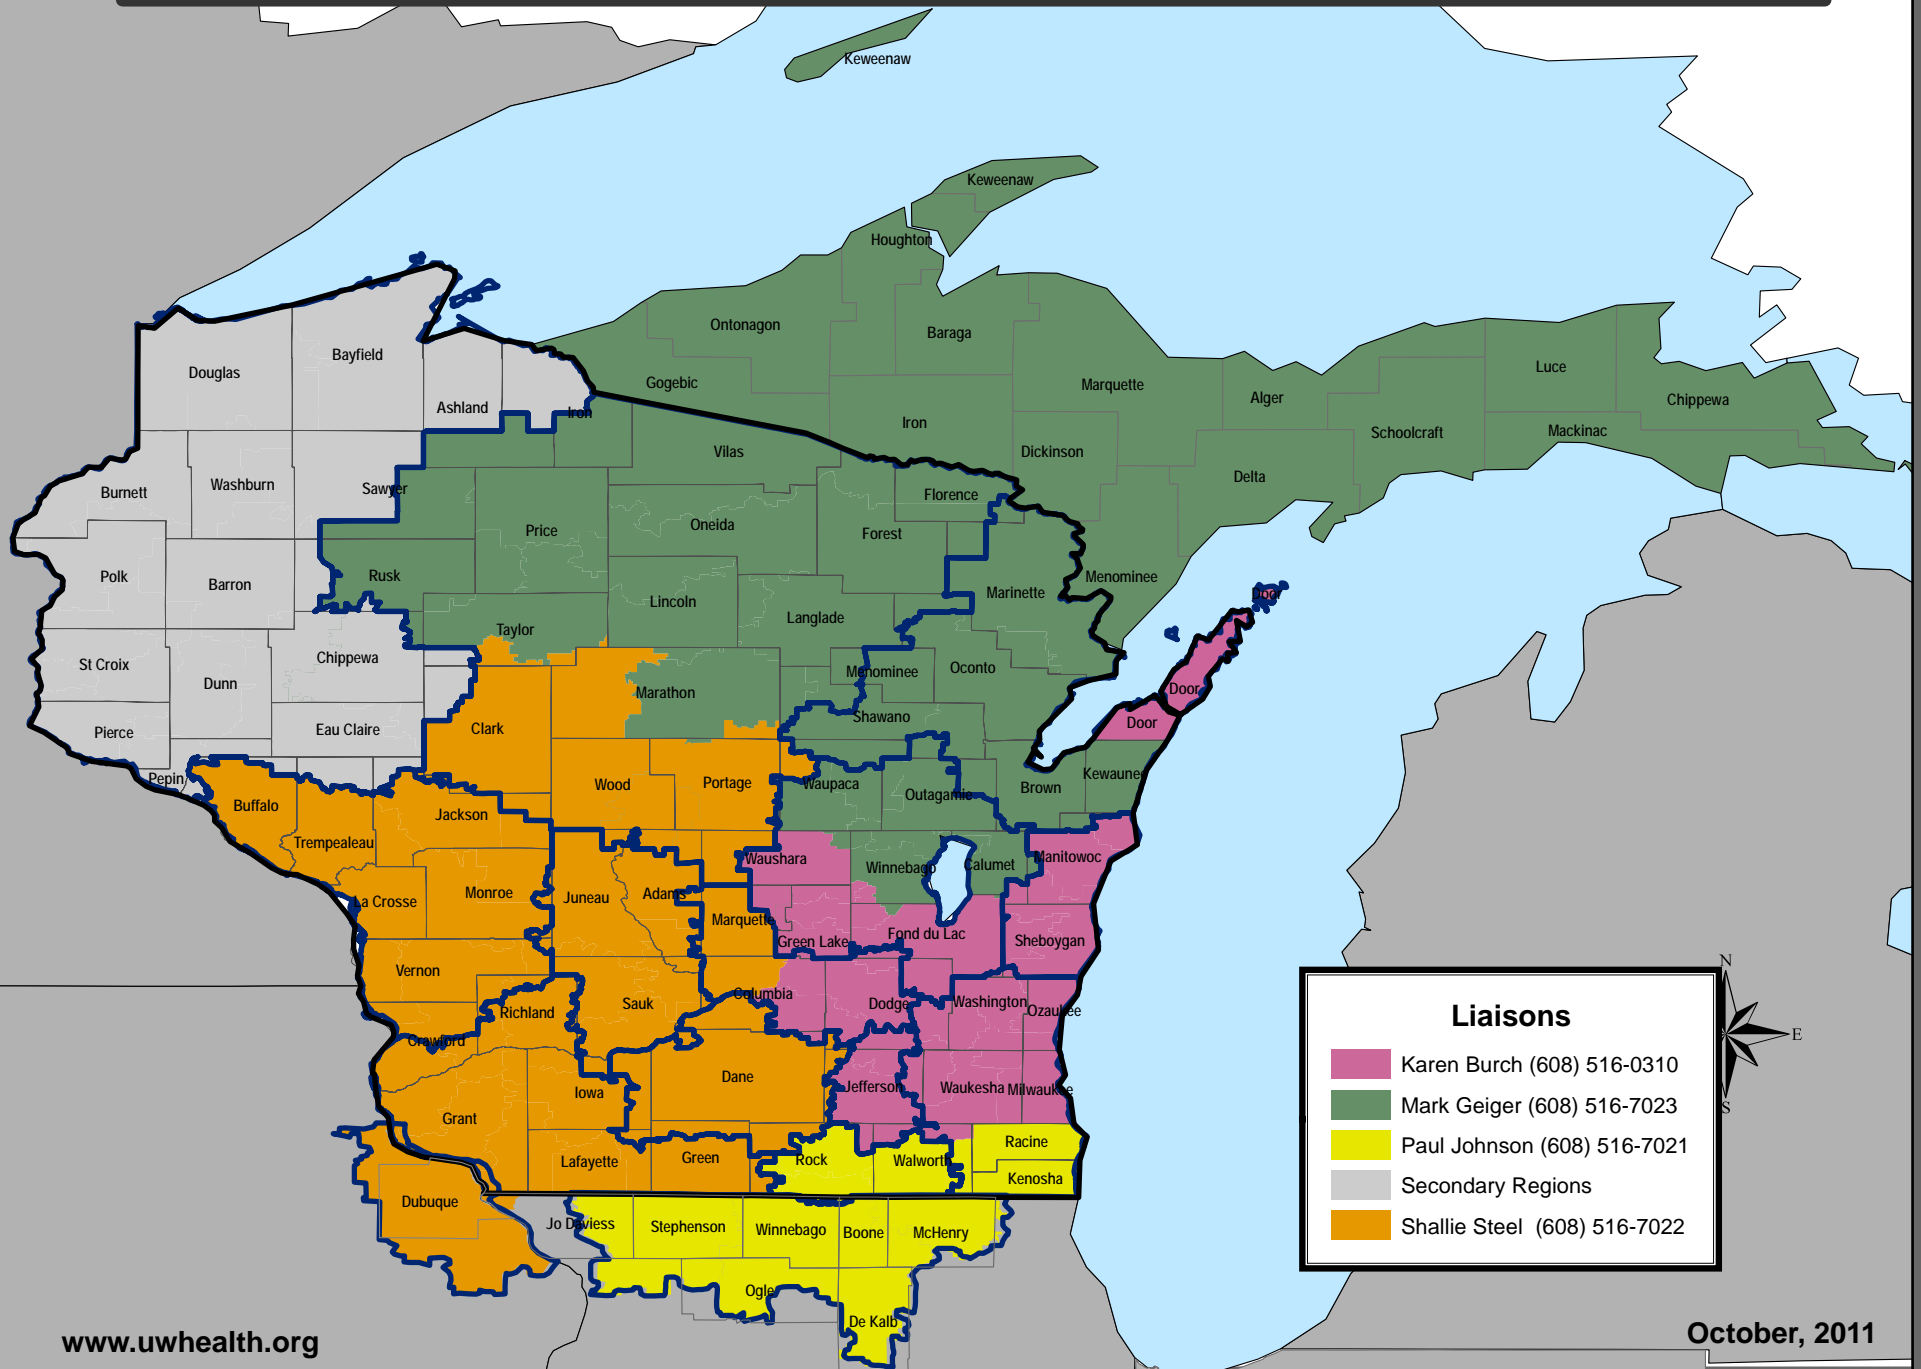 Keweenaw
Keweenaw
Houghton
Ontonagon
Baraga
Gogebic
Marquette
Alger
Luce
Chippewa
Iron
Schoolcraft
Mackinac
Dickinson
Delta
Menominee
Douglas
Bayfield
Ashland
Iron
Vilas
Burnett
Washburn
Sawyer
Florence
Price
Oneida
Forest
Polk
Barron
Rusk
Lincoln
Langlade
Marinette
Door
Taylor
St Croix
Dunn
Chippewa
Menominee
Oconto
Marathon
Door
Door
Pierce
Eau Claire
Clark
Shawano
Pepin
Buffalo
Wood
Portage
Waupaca
Outagamie
Brown
Kewaunee
Trempealeau
Jackson
Waushara
Winnebago
Calumet
Manitowoc
La Crosse
Monroe
Juneau
Adams
Marquette
Green Lake
Fond du Lac
Sheboygan
Vernon
Richland
Sauk
Columbia
Dodge
Washington
Ozaukee
Crawford
Grant
Iowa
Dane
Jefferson
Waukesha
Milwaukee
Lafayette
Green
Rock
Walworth
Racine
Kenosha
Dubuque
Jo Daviess
Stephenson
Winnebago
Boone
McHenry
Ogle
De Kalb
N
E
S
Liaisons
Karen Burch (608) 516-0310
Mark Geiger (608) 516-7023
Paul Johnson (608) 516-7021
Secondary Regions
Shallie Steel (608) 516-7022
www.uwhealth.org
October, 2011